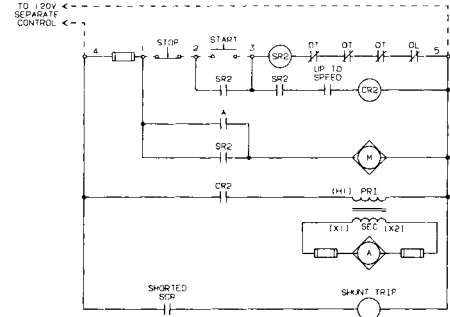 TO 120V
SEPARATE
CONTROL
4 1 STOP 2 START 3 SR2 OT OT OT OL 5
SR2 SR2 UP TO SPEED CR2
A
SR2 M
CR2 (H1) PRI
(X1) SEC (X2)
A
SHORTED SCR SHUNT TRIP